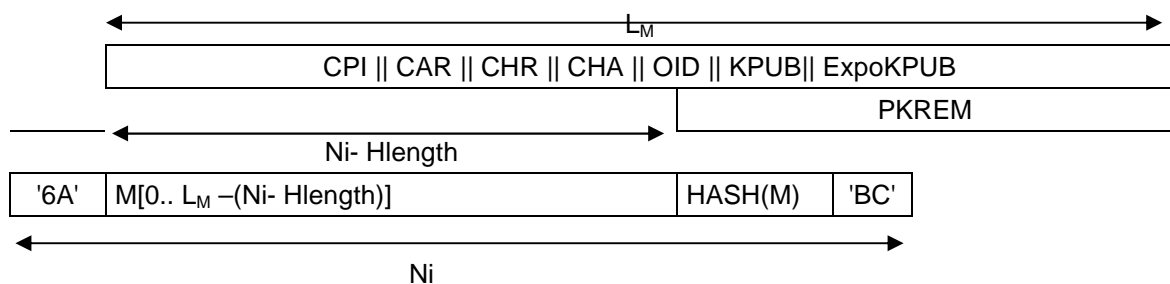 L_M
CPI || CAR || CHR || CHA || OID || KPUB|| ExpoKPUB
PKREM
Ni- Hlength
'6A' M[0.. L_M –(Ni- Hlength)] HASH(M) 'BC'
Ni